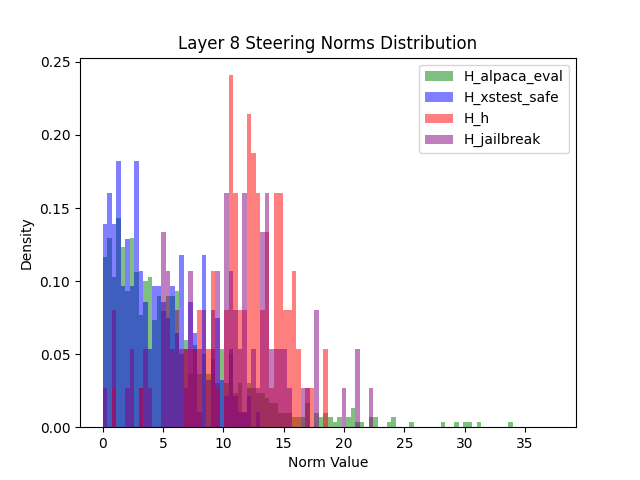 Layer 8 Steering Norms Distribution
H_alpaca_eval
H_xstest_safe
H_h
H_jailbreak
Density
0.25
0.20
0.15
0.10
0.05
0.00
0 5 10 15 20 25 30 35
Norm Value